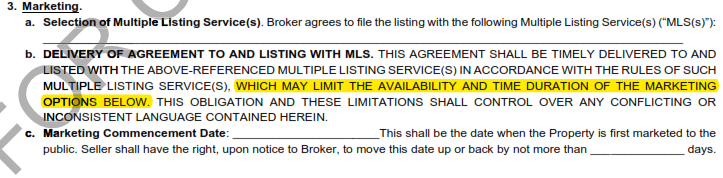 3. Marketing.
a. Selection of Multiple Listing Service(s). Broker agrees to file the listing with the following Multiple Listing Service(s) ("MLS(s)"):
b. DELIVERY OF AGREEMENT TO AND LISTING WITH MLS. THIS AGREEMENT SHALL BE TIMELY DELIVERED TO AND
LISTED WITH THE ABOVE-REFERENCED MULTIPLE LISTING SERVICE(S) IN ACCORDANCE WITH THE RULES OF SUCH
MULTIPLE LISTING SERVICE(S), WHICH MAY LIMIT THE AVAILABILITY AND TIME DURATION OF THE MARKETING
OPTIONS BELOW. THIS OBLIGATION AND THESE LIMITATIONS SHALL CONTROL OVER ANY CONFLICTING OR
INCONSISTENT LANGUAGE CONTAINED HEREIN.
c. Marketing Commencement Date: ______________________This shall be the date when the Property is first marketed to the
public. Seller shall have the right, upon notice to Broker, to move this date up or back by not more than ______________ days.
FOR